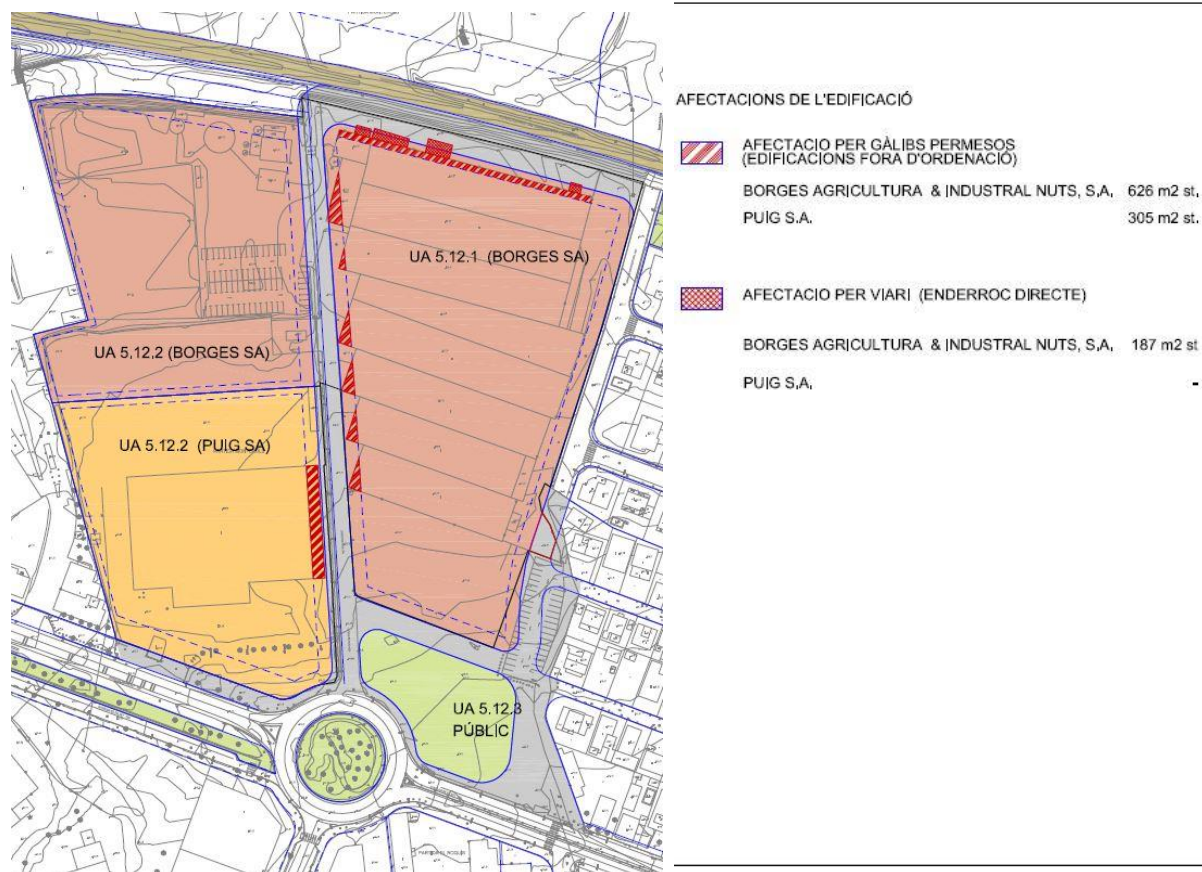 UA 5.12.1 (BORGES SA)
UA 5.12.2 (BORGES SA)
UA 5.12.2 (PUIG SA)
UA 5.12.3
PÚBLIC
AFECTACIONS DE L'EDIFICACIÓ
AFECTACIO PER GÀLIBS PERMESOS
(EDIFICACIONS FORA D'ORDENACIÓ)
BORGES AGRICULTURA & INDUSTRIAL NUTS, S,A, 626 m2 st.
PUIG S.A. 305 m2 st.
AFECTACIO PER VIARI (ENDERROC DIRECTE)
BORGES AGRICULTURA & INDUSTRIAL NUTS, S,A, 187 m2 st
PUIG S,A, -